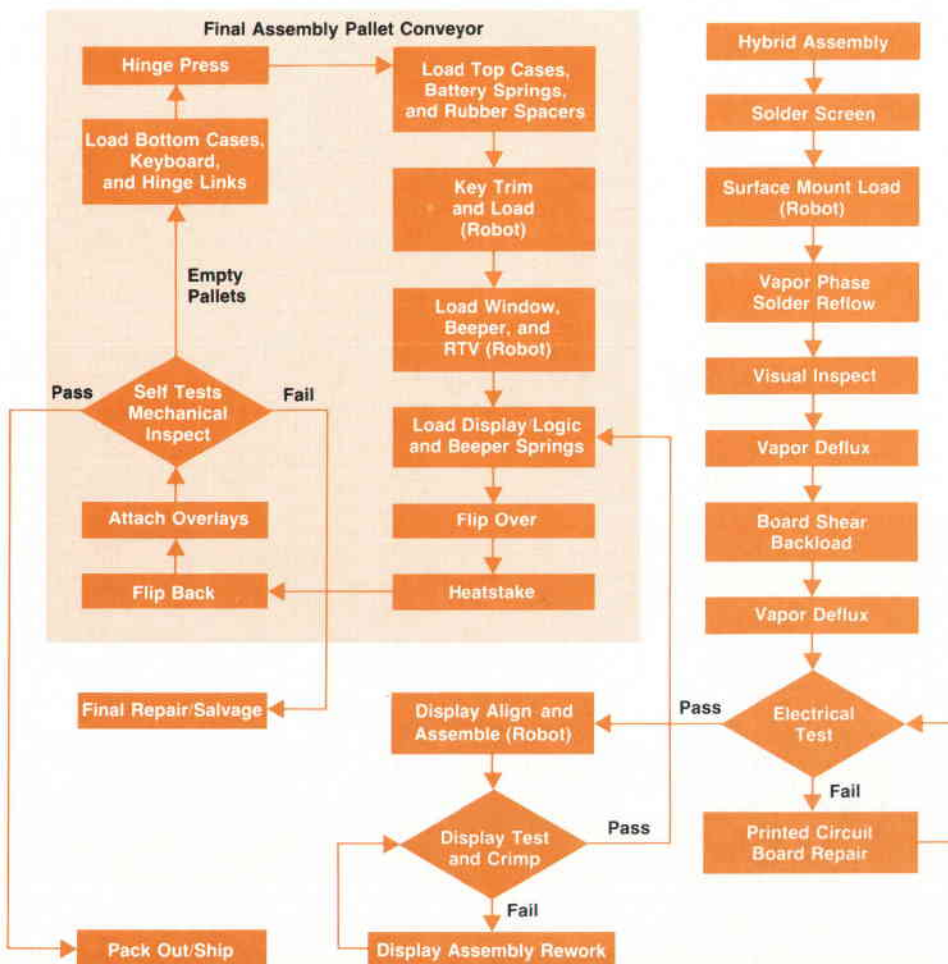 Final Assembly Pallet Conveyor
Hinge Press
Load Top Cases,
Battery Springs,
and Rubber Spacers
Load Bottom Cases,
Keyboard,
and Hinge Links
Key Trim
and Load
(Robot)
Empty
Pallets
Load Window,
Beeper, and
RTV (Robot)
Pass
Self Tests
Mechanical
Inspect
Fail
Load Display/Logic
and Beeper Springs
Attach Overlays
Flip Over
Flip Back
Heatstake
Final Repair/Salvage
Pack Out/Ship
Hybrid Assembly
Solder Screen
Surface Mount Load
(Robot)
Vapor Phase
Solder Reflow
Visual Inspect
Vapor Deflux
Board Shear
Backload
Vapor Deflux
Electrical
Test
Pass
Fail
Printed Circuil
Board Repair
Display Align and
Assemble (Robot)
Display Test
and Crimp
Pass
Fail
Display Assembly Rework